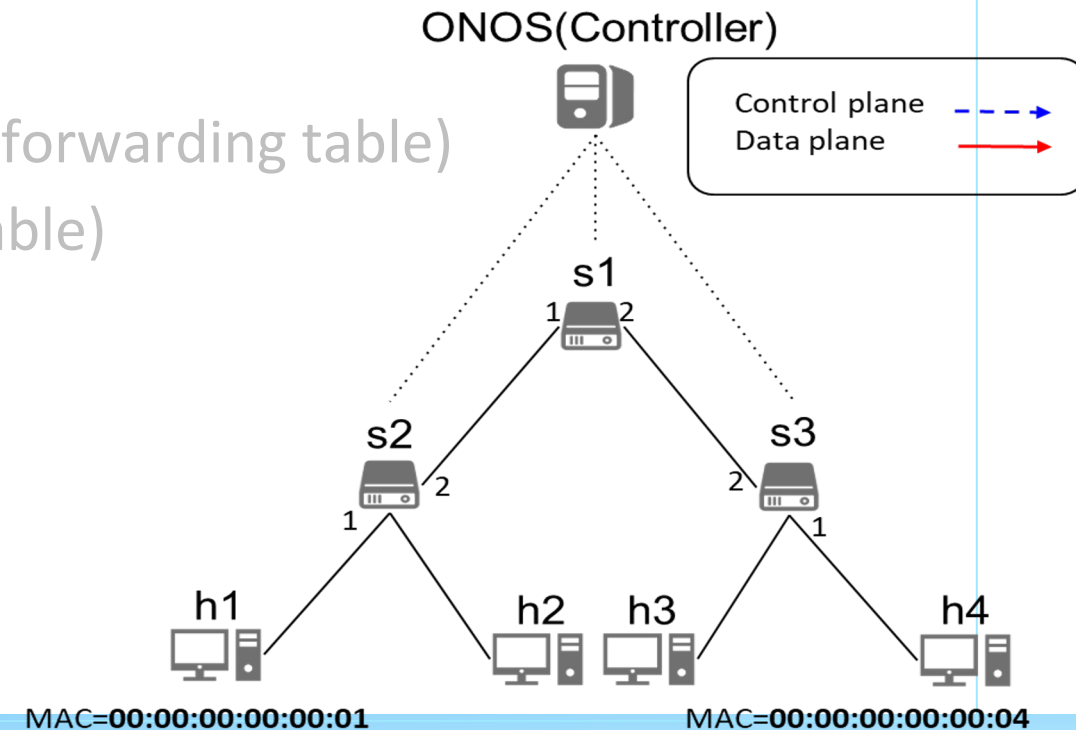 ONOS(Controller)
Control plane
Data plane
forwarding table)
able)
s1
1 2
s2
s3
2
2
1
1
h1
h2
h3
h4
MAC=00:00:00:00:00:01
MAC=00:00:00:00:00:04